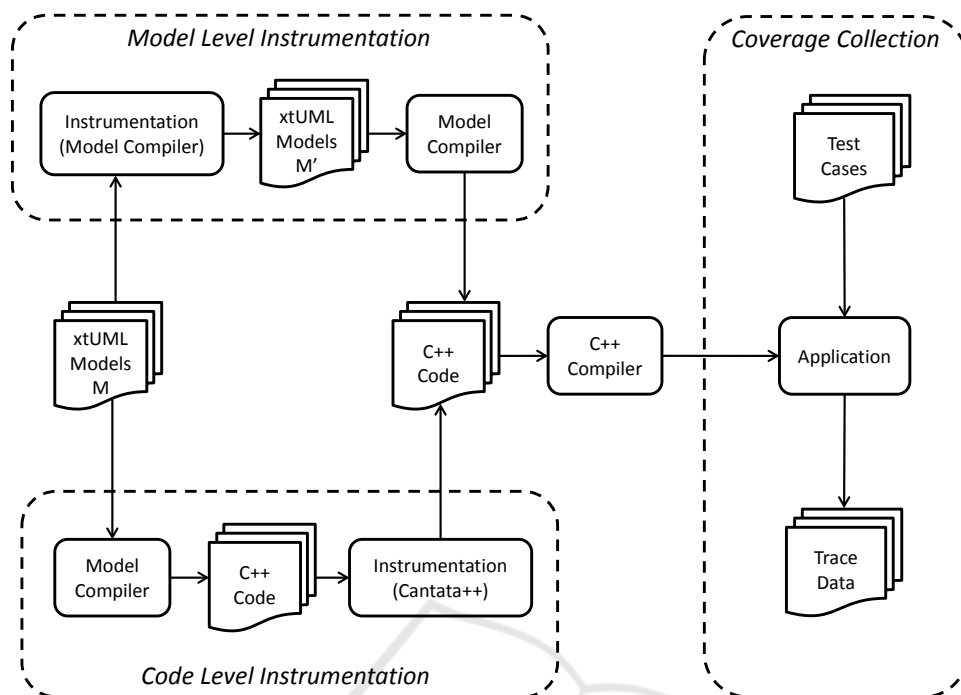 Model Level Instrumentation
Instrumentation
(Model Compiler)
xtUML
Models
M’
Model
Compiler
xtUML
Models
M
C++
Code
C++
Compiler
Model
Compiler
C++
Code
Instrumentation
(Cantata++)
Code Level Instrumentation
Coverage Collection
Test
Cases
Application
Trace
Data